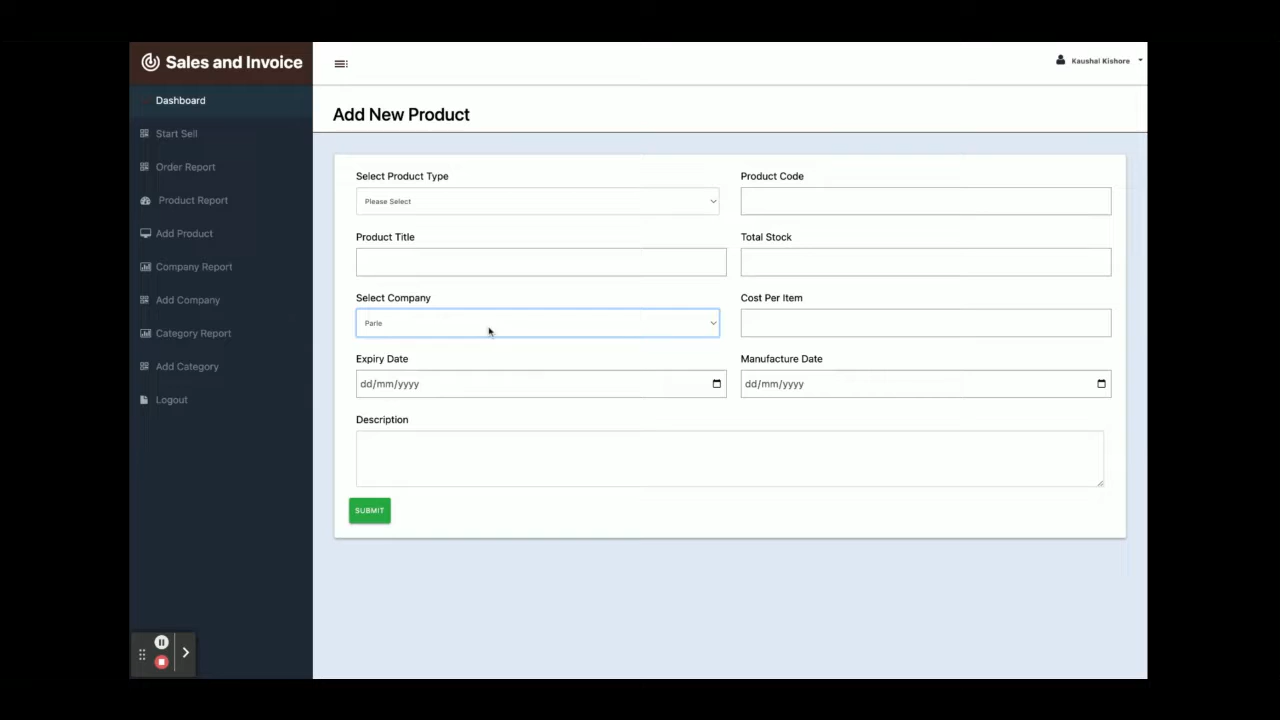 Sales and Invoice
Kaushal Kishore
Dashboard
Start Sell
Order Report
Product Report
Add Product
Company Report
Add Company
Category Report
Add Category
Logout
Add New Product
Select Product Type
Product Code
Please Select
Product Title
Total Stock
Select Company
Cost Per Item
Parle
Expiry Date
Manufacture Date
dd/mm/yyyy
dd/mm/yyyy
Description
SUBMIT